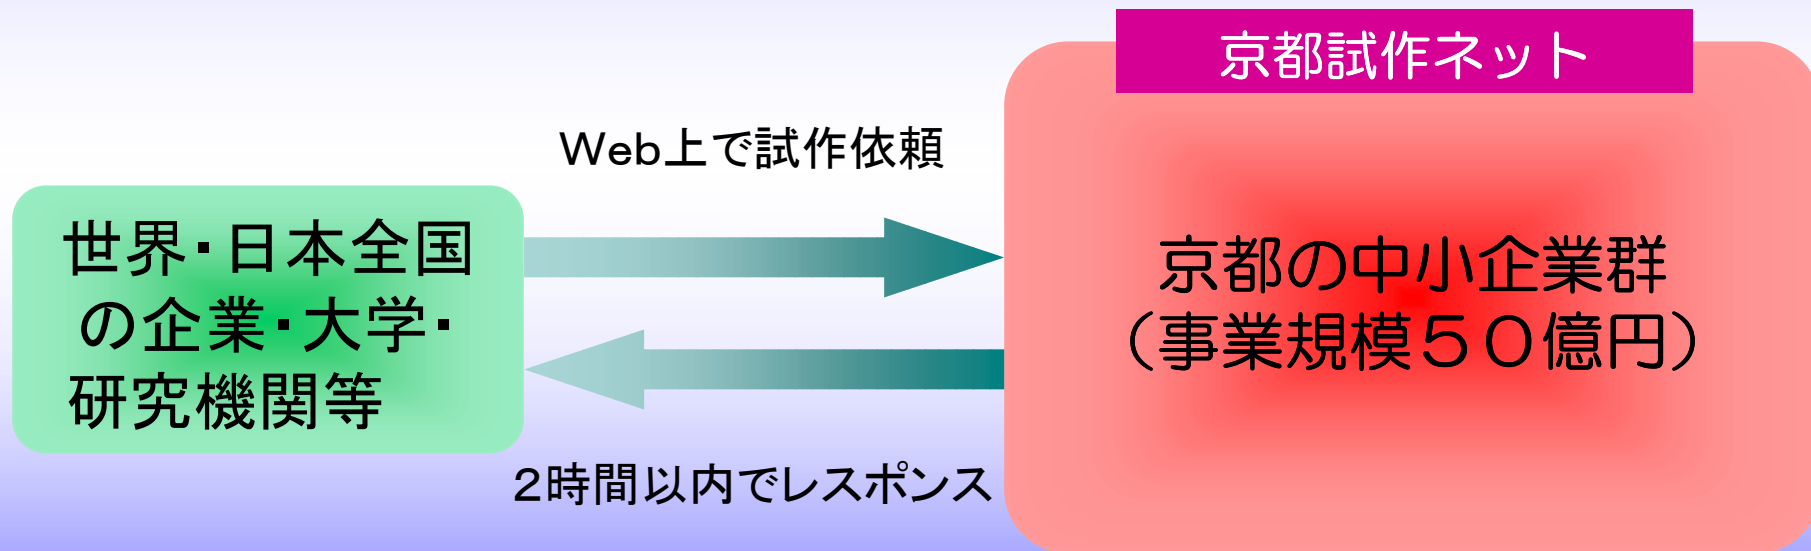 京都試作ネット
Web上で試作依頼
世界・日本全国
の企業・大学・
研究機関等
京都の中小企業群
（事業規模５０億円）
２時間以内でレスポンス